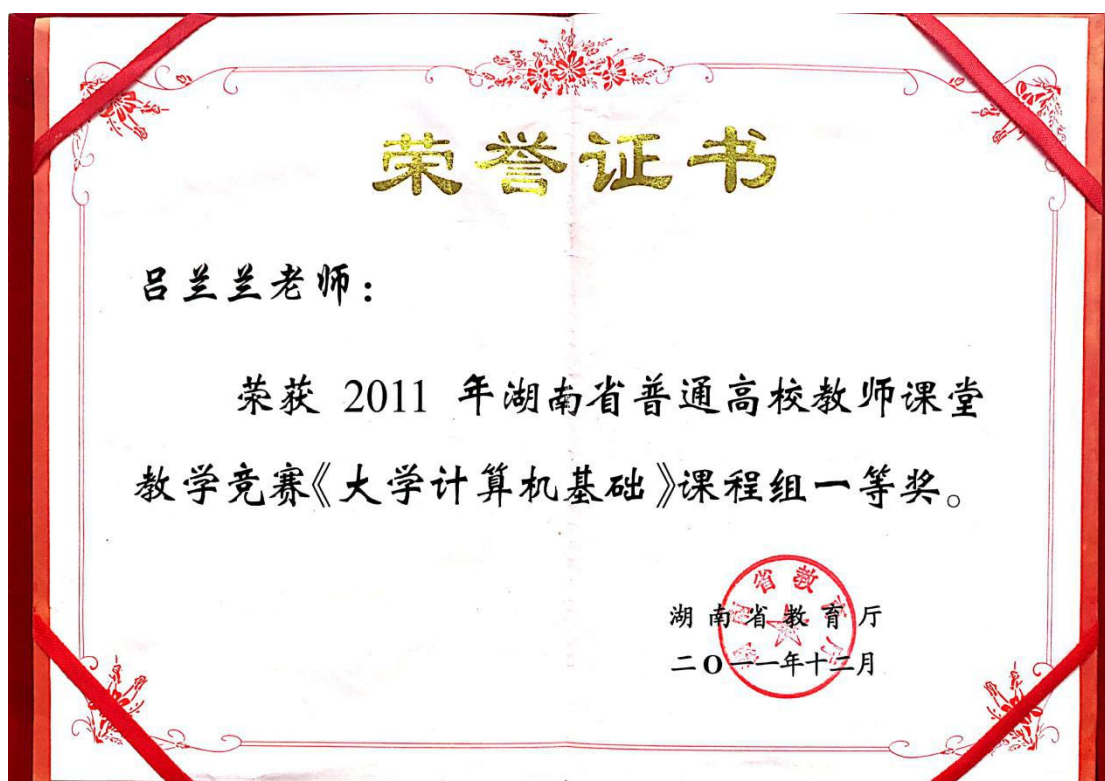 荣誉证书
吕兰兰老师：
荣获 2011 年湖南省普通高校教师课堂
教学竞赛《大学计算机基础》课程组一等奖。
湖南省教育厅
二〇一一年十二月